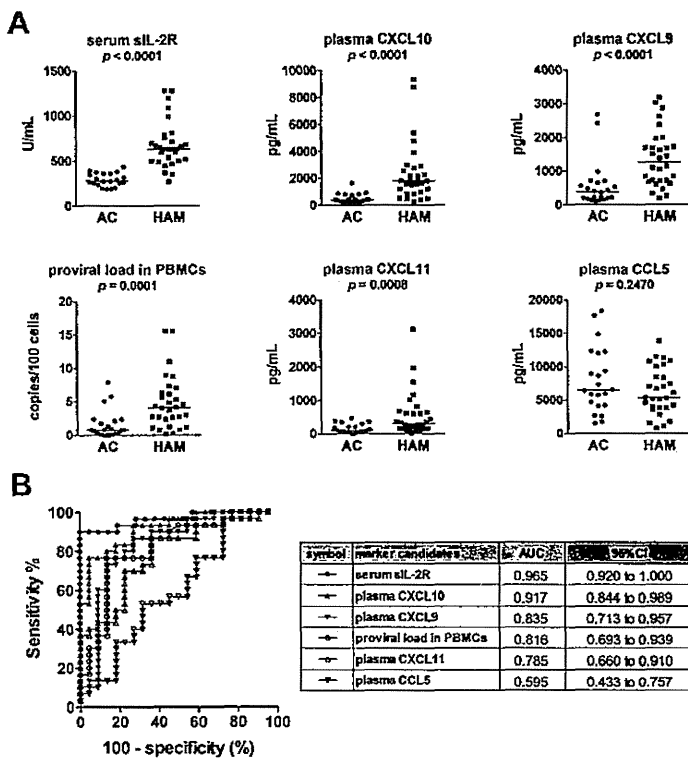 A
serum sIL-2R
p < 0.0001
U/mL
1500
1000
500
0
AC HAM
plasma CXCL10
p < 0.0001
pg/mL
10000
8000
6000
4000
2000
0
AC HAM
plasma CXCL9
p < 0.0001
pg/mL
4000
3000
2000
1000
0
AC HAM
proviral load in PBMCs
p = 0.0001
copies/100 cells
20
15
10
5
0
AC HAM
plasma CXCL11
p = 0.0008
pg/mL
4000
3000
2000
1000
0
AC HAM
plasma CCL5
p = 0.2470
pg/mL
20000
15000
10000
5000
0
AC HAM
B
Sensitivity %
100
80
60
40
20
0
0 20 40 60 80 100
100 - specificity (%)
symbol marker candidates AUC 95%CI
serum sIL-2R 0.965 0.920 to 1.000
plasma CXCL10 0.917 0.844 to 0.989
plasma CXCL9 0.835 0.713 to 0.957
proviral load in PBMCs 0.816 0.693 to 0.939
plasma CXCL11 0.785 0.660 to 0.910
plasma CCL5 0.595 0.433 to 0.757